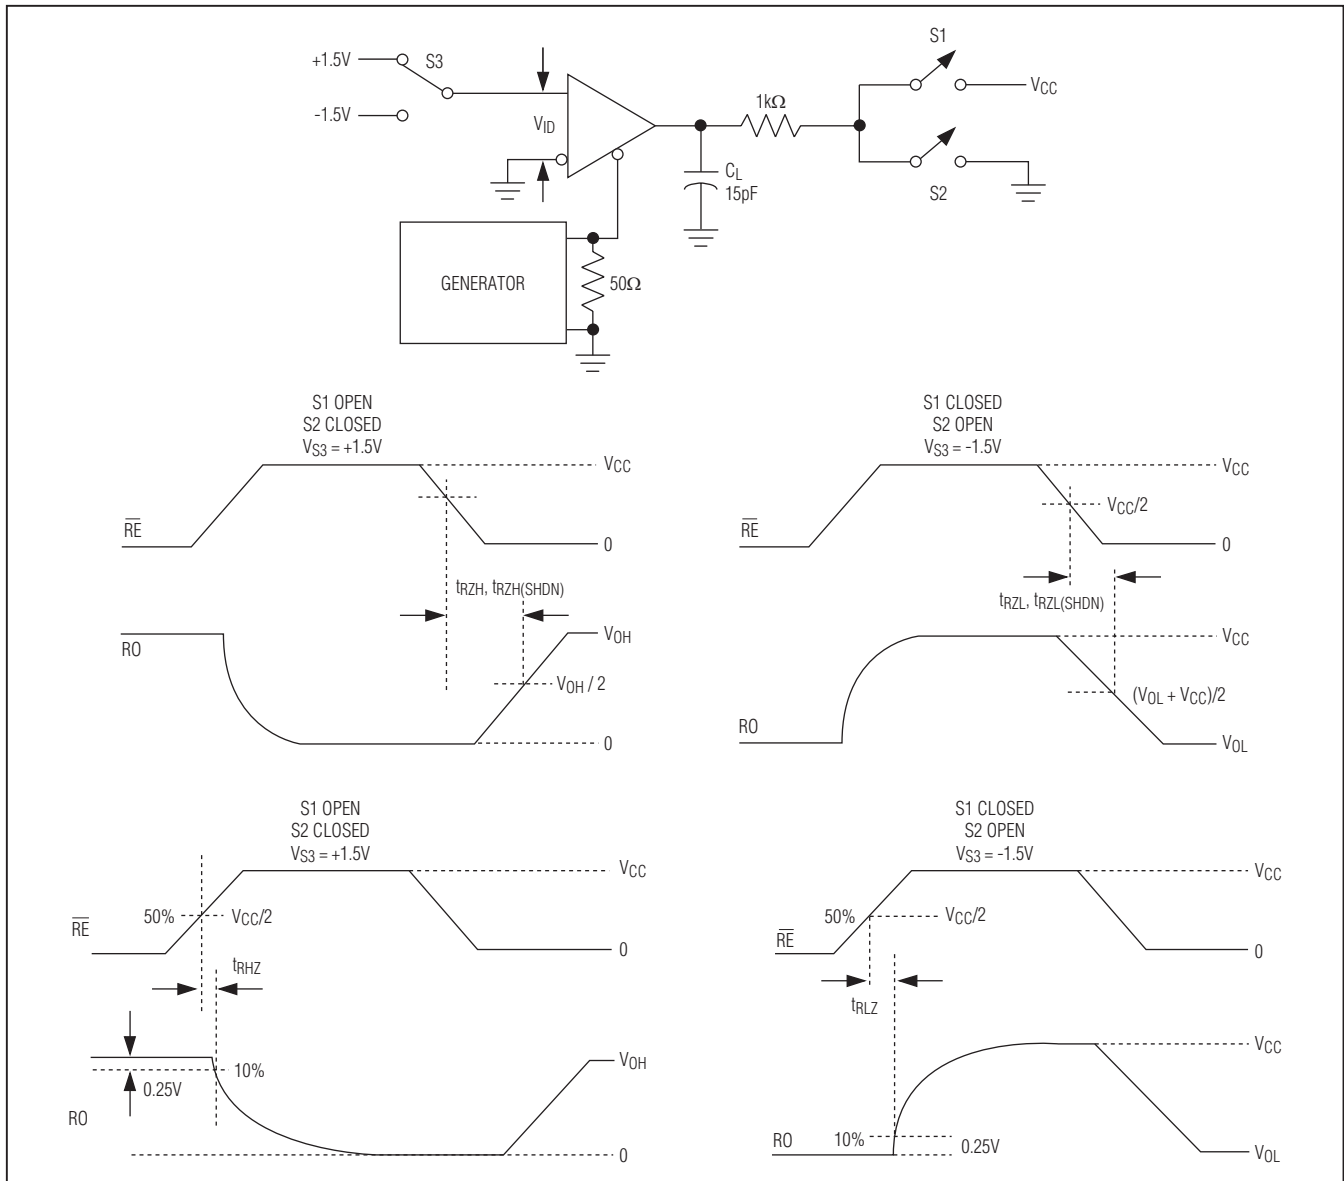 +1.5V
S3
-1.5V
VID
1kΩ
S1
VCC
S2
CL
15pF
GENERATOR
50Ω
S1 OPEN
S2 CLOSED
VS3 = +1.5V
VCC
RE
0
tRZH, tRZH(SHDN)
RO
VOH
VOH / 2
0
S1 CLOSED
S2 OPEN
VS3 = -1.5V
VCC
VCC/2
RE
0
tRZL, tRZL(SHDN)
VCC
(VOL + VCC)/2
RO
VOL
S1 OPEN
S2 CLOSED
VS3 = +1.5V
VCC
50%
VCC/2
RE
0
tRHZ
VOH
10%
0.25V
RO
0
S1 CLOSED
S2 OPEN
VS3 = -1.5V
VCC
50%
VCC/2
RE
0
tRLZ
VCC
RO
10%
0.25V
VOL